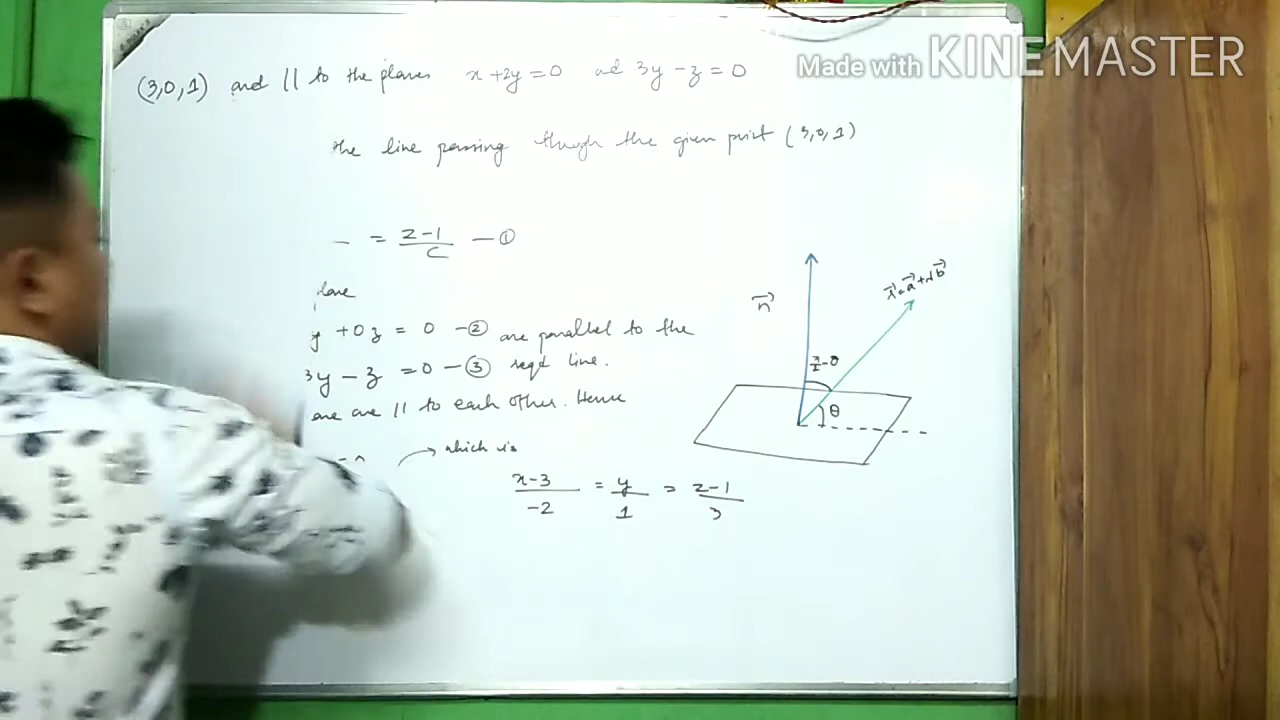 Made with KINEMASTER
(3,0,1) and || to the planes x + 2y = 0 and 3y - z = 0
the line passing through the given point (3,0,1)
= z-1/c — ①
lane
y + 0z = 0 — ② are parallel to the
3y - z = 0 — ③ reqd line.
are || to each other. Hence
→ which is
x-3/-2 = y/1 = z-1/3
n⃗
r⃗ = a⃗ + λb⃗
π/2 - θ
θ